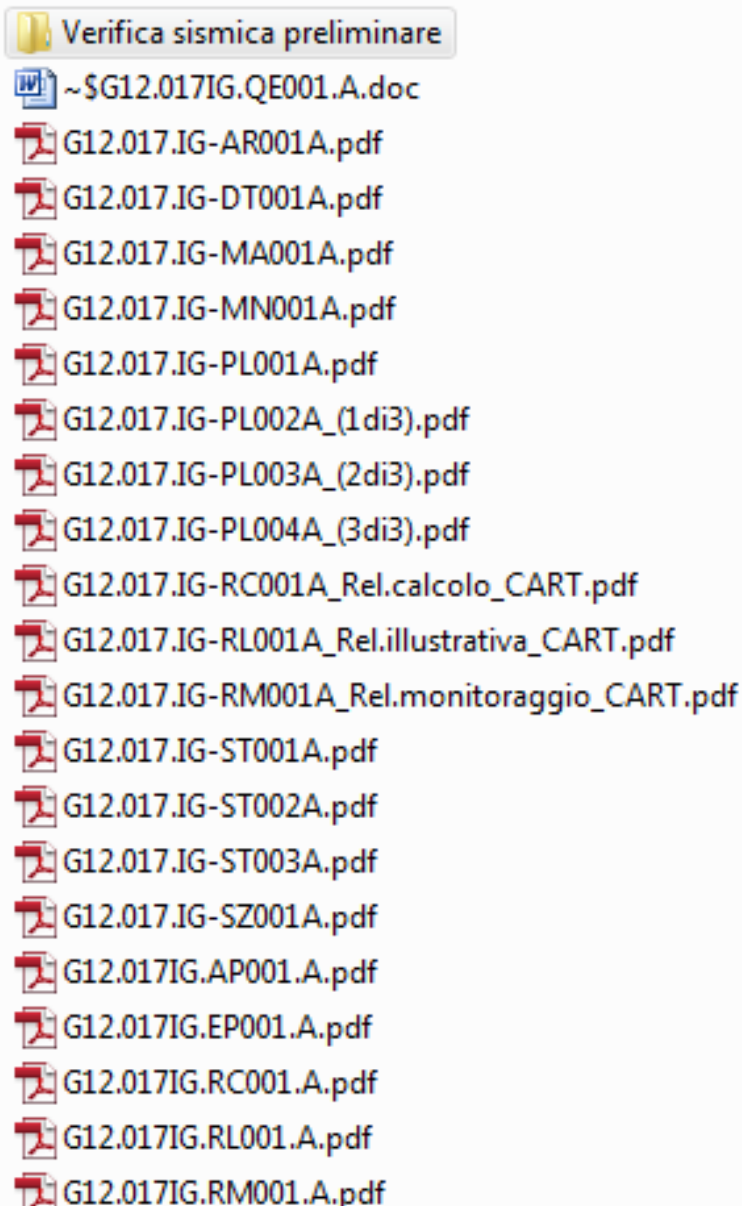 Verifica sismica preliminare
~$G12.017IG.QE001.A.doc
G12.017.IG-AR001A.pdf
G12.017.IG-DT001A.pdf
G12.017.IG-MA001A.pdf
G12.017.IG-MN001A.pdf
G12.017.IG-PL001A.pdf
G12.017.IG-PL002A_(1di3).pdf
G12.017.IG-PL003A_(2di3).pdf
G12.017.IG-PL004A_(3di3).pdf
G12.017.IG-RC001A_Rel.calcolo_CART.pdf
G12.017.IG-RL001A_Rel.illustrativa_CART.pdf
G12.017.IG-RM001A_Rel.monitoraggio_CART.pdf
G12.017.IG-ST001A.pdf
G12.017.IG-ST002A.pdf
G12.017.IG-ST003A.pdf
G12.017.IG-SZ001A.pdf
G12.017IG.AP001.A.pdf
G12.017IG.EP001.A.pdf
G12.017IG.RC001.A.pdf
G12.017IG.RL001.A.pdf
G12.017IG.RM001.A.pdf